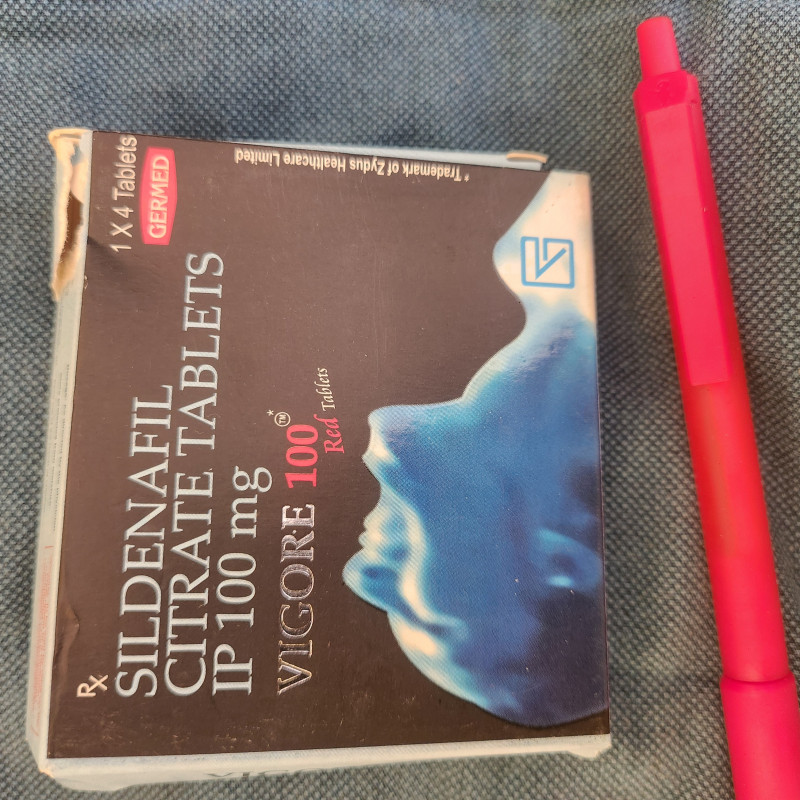 Rx
SILDENAFIL
CITRATE TABLETS
IP 100 mg
VIGORE 100™*
Red Tablets
1 X 4 Tablets
GERMED
*Trademark of Zydus Healthcare Limited